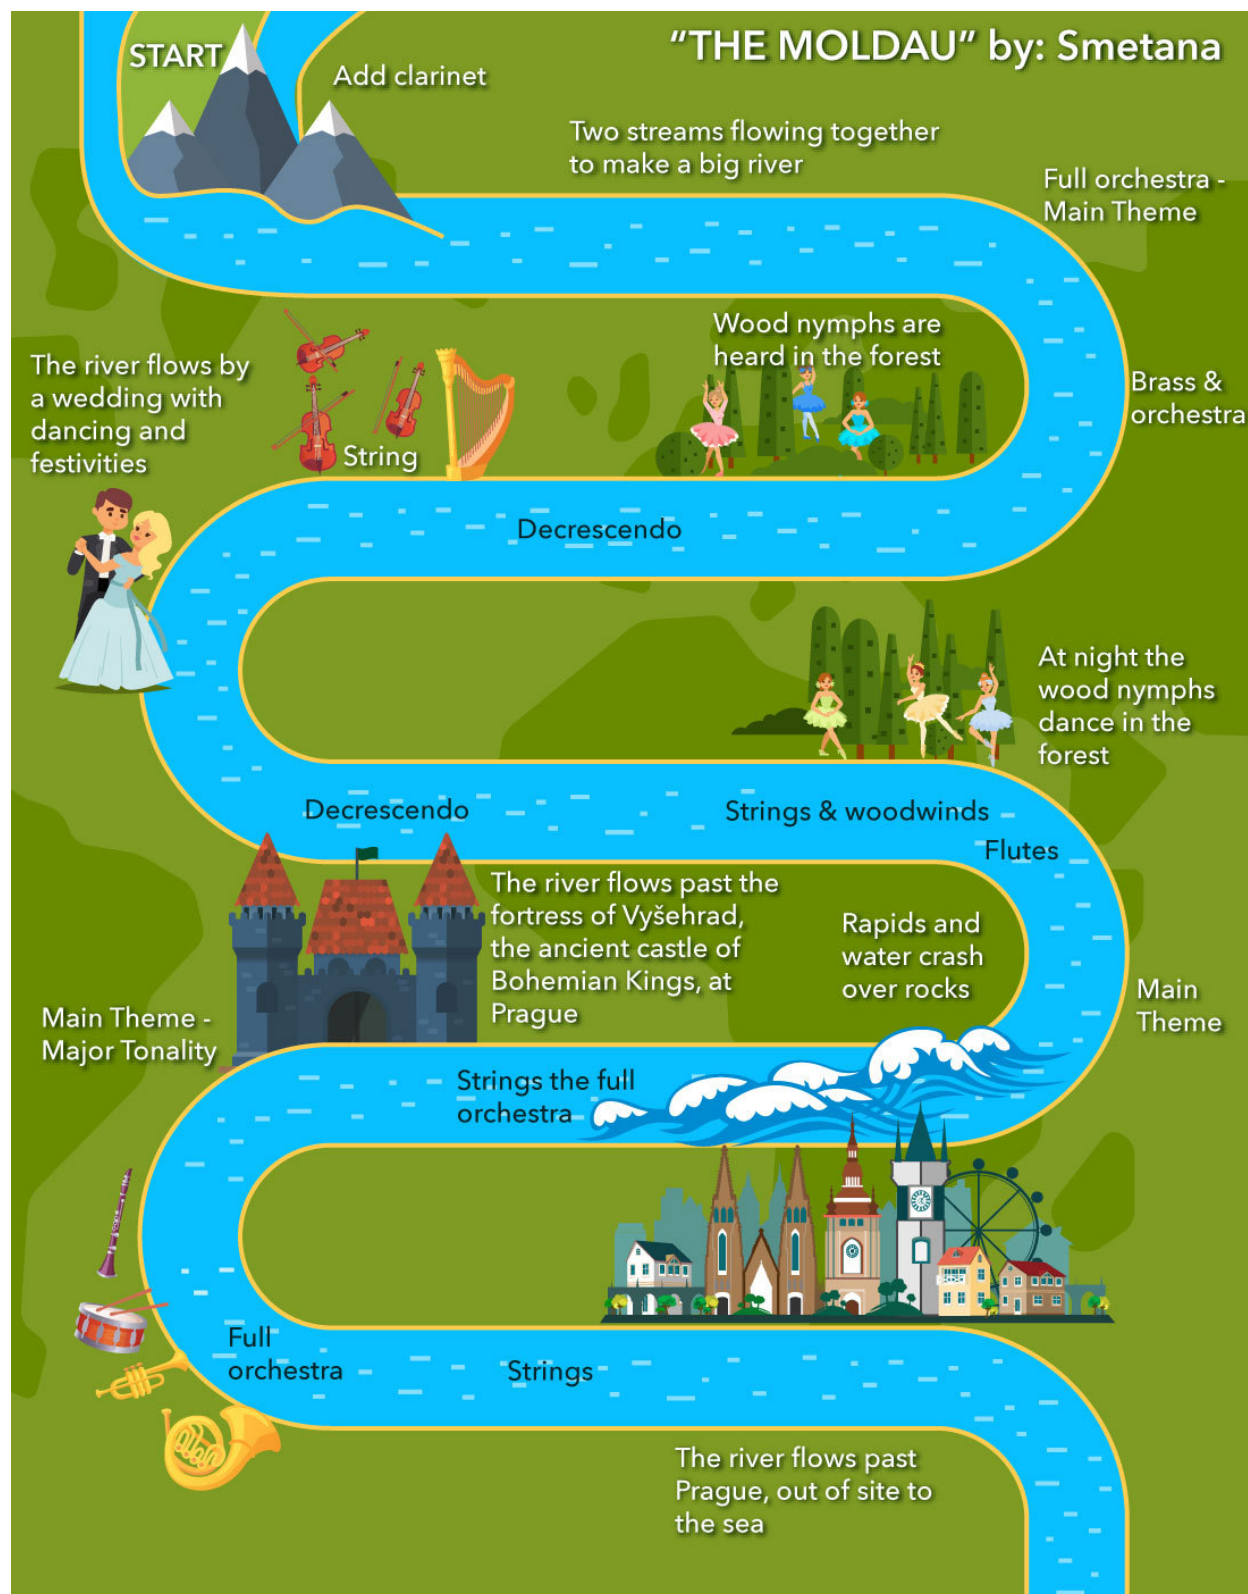 START
"THE MOLDAU" by: Smetana
Add clarinet
Two streams flowing together
to make a big river
Full orchestra -
Main Theme
Wood nymphs are
heard in the forest
Brass &
orchestra
The river flows by
a wedding with
dancing and
festivities
String
Decrescendo
At night the
wood nymphs
dance in the
forest
Decrescendo
Strings & woodwinds
Flutes
The river flows past the
fortress of Vyšehrad,
the ancient castle of
Bohemian Kings, at
Prague
Rapids and
water crash
over rocks
Main
Theme
Main Theme -
Major Tonality
Strings the full
orchestra
Full
orchestra
Strings
The river flows past
Prague, out of site to
the sea